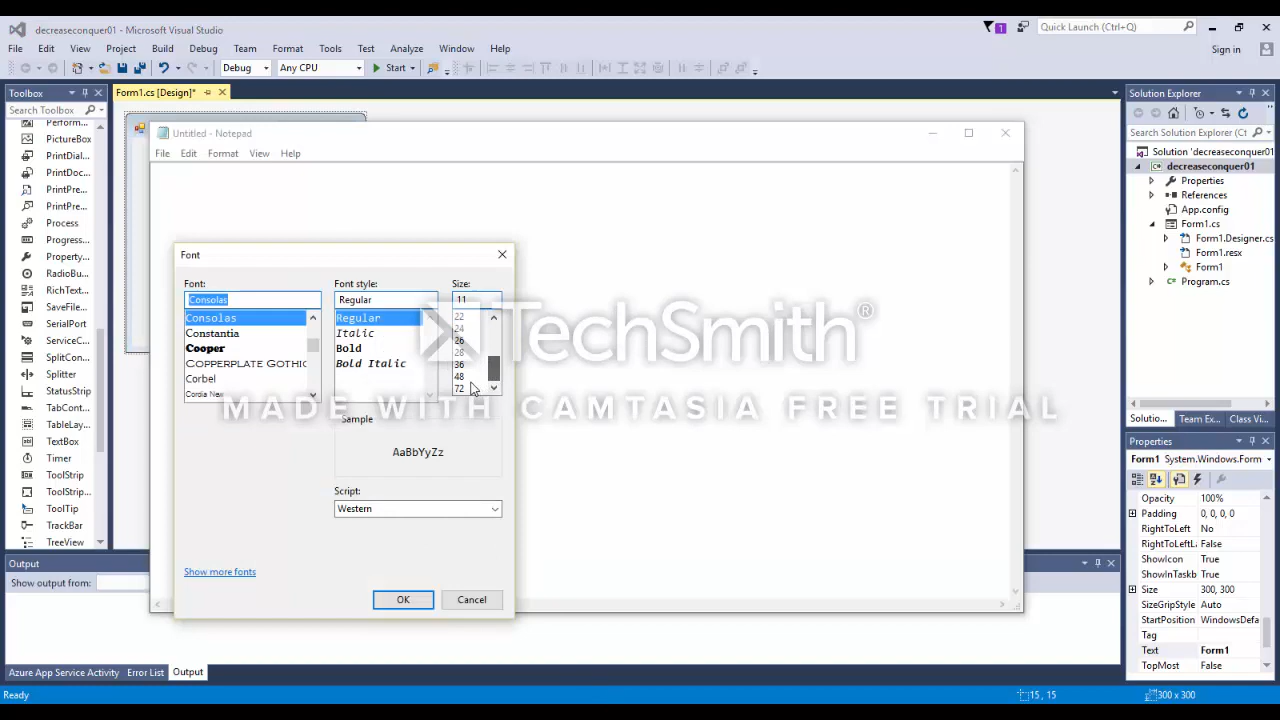 decreaseconquer01 - Microsoft Visual Studio
1
Quick Launch (Ctrl+Q)
File Edit View Project Build Debug Team Format Tools Test Analyze Window Help
Sign in
Debug Any CPU Start
Toolbox
Form1.cs [Design]*
Solution Explorer
Search Toolbox
Search Solution Explorer (Ctrl+
Perform...
PictureBox
PrintDial...
PrintDoc...
PrintPre...
PrintPre...
Process
Progress...
Property...
RadioBu...
RichText...
SaveFile...
SerialPort
ServiceC...
SplitCont...
Splitter
StatusStrip
TabCont...
TableLay...
TextBox
Timer
ToolStrip
ToolStrip...
ToolTip
TrackBar
TreeView
Untitled - Notepad
File Edit Format View Help
Font
Font: Font style: Size:
Consolas Regular 11
Consolas
Constantia
Cooper
Copperplate Gothic
Corbel
Cordia New
Regular
Italic
Bold
Bold Italic
22
24
26
28
36
48
72
Sample
AaBbYyZz
Script:
Western
Show more fonts
OK Cancel
TechSmith®
MADE WITH CAMTASIA FREE TRIAL
Solution 'decreaseconquer01
decreaseconquer01
Properties
References
App.config
Form1.cs
Form1.Designer.cs
Form1.resx
Form1
Program.cs
Solutio... Team Ex... Class Vi...
Properties
Form1 System.Windows.Form
Opacity 100%
Padding 0, 0, 0, 0
RightToLeft No
RightToLeftLa False
ShowIcon True
ShowInTaskb True
Size 300, 300
SizeGripStyle Auto
StartPosition WindowsDefa
Tag
Text Form1
TopMost False
Output
Show output from:
Azure App Service Activity Error List Output
Ready
15 , 15
300 x 300